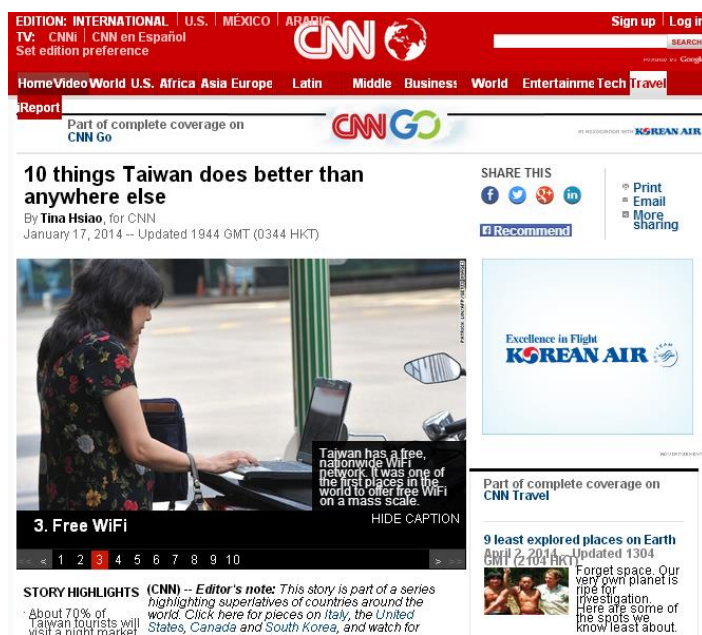 EDITION: INTERNATIONAL U.S. MÉXICO ARABIC
TV: CNNi CNN en Español
Set edition preference
CNN
Sign up Log in
SEARCH
POWERED BY Google
Home Video World U.S. Africa Asia Europe Latin Middle Business World Entertainme Tech Travel
iReport
Part of complete coverage on
CNN Go
CNN GO
IN ASSOCIATION WITH KOREAN AIR
10 things Taiwan does better than
anywhere else
By Tina Hsiao, for CNN
January 17, 2014 -- Updated 1944 GMT (0344 HKT)
SHARE THIS
Recommend
Print
Email
More
sharing
Taiwan has a free,
nationwide WiFi
network. It was one of
the first places in the
world to offer free WiFi
on a mass scale.
HIDE CAPTION
3. Free WiFi
<< < 1 2 3 4 5 6 7 8 9 10 > >>
Excellence in Flight
KOREAN AIR
ADVERTISEMENT
Part of complete coverage on
CNN Travel
9 least explored places on Earth
April 2, 2014 -- Updated 1304
GMT (2104 HKT)
Forget space. Our
very own planet is
ripe for
investigation.
Here are some of
the spots we
know least about.
STORY HIGHLIGHTS
About 70% of
Taiwan tourists will
visit a night market
(CNN) -- Editor's note: This story is part of a series
highlighting superlatives of countries around the
world. Click here for pieces on Italy, the United
States, Canada and South Korea, and watch for